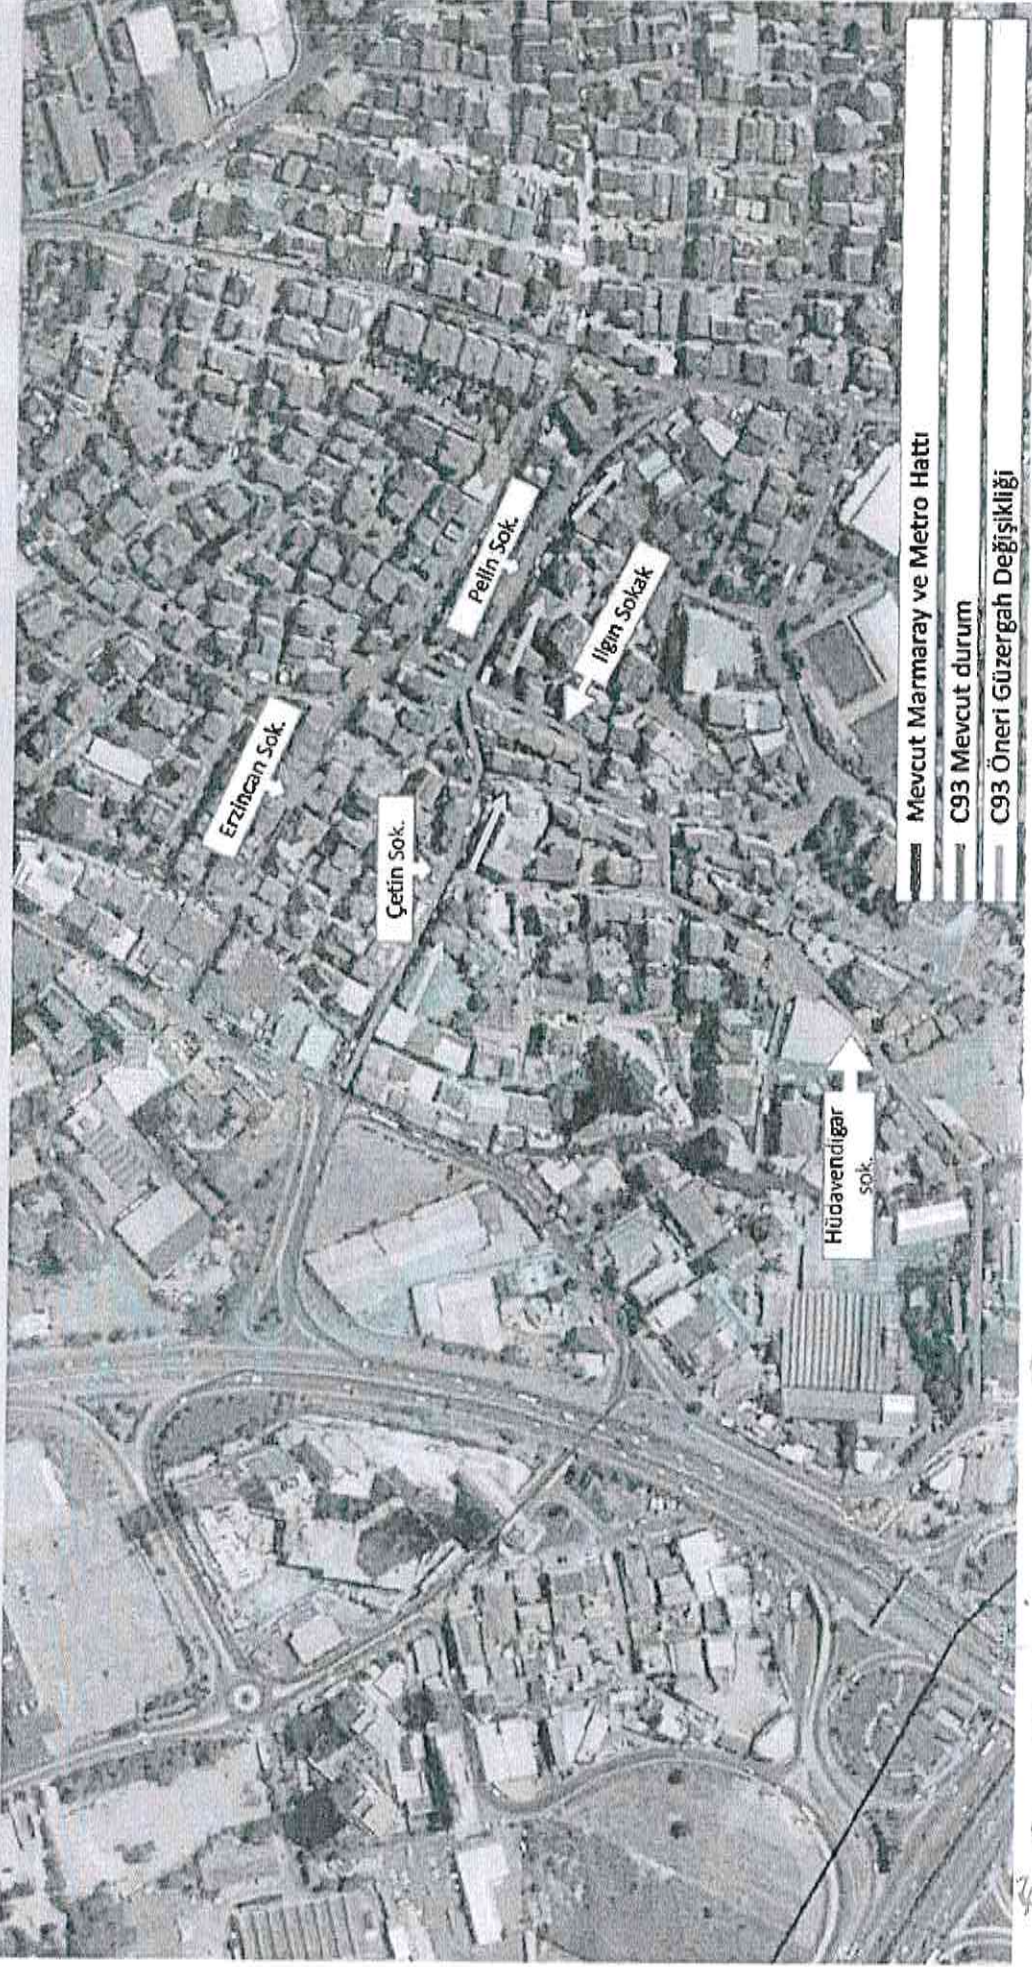 Erzincan Sok.
Çetin Sok.
Pelin Sok.
Ilgın Sokak
Hüdavendigar
sok.
Mevcut Marmaray ve Metro Hattı
C93 Mevcut durum
C93 Öneri Güzergah Değişikliği